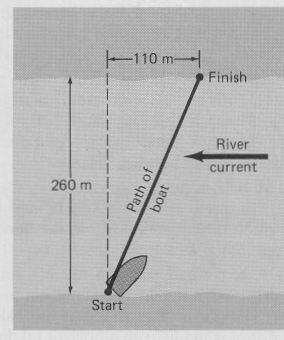 110 m
Finish
River
current
260 m
Path of
boat
Start